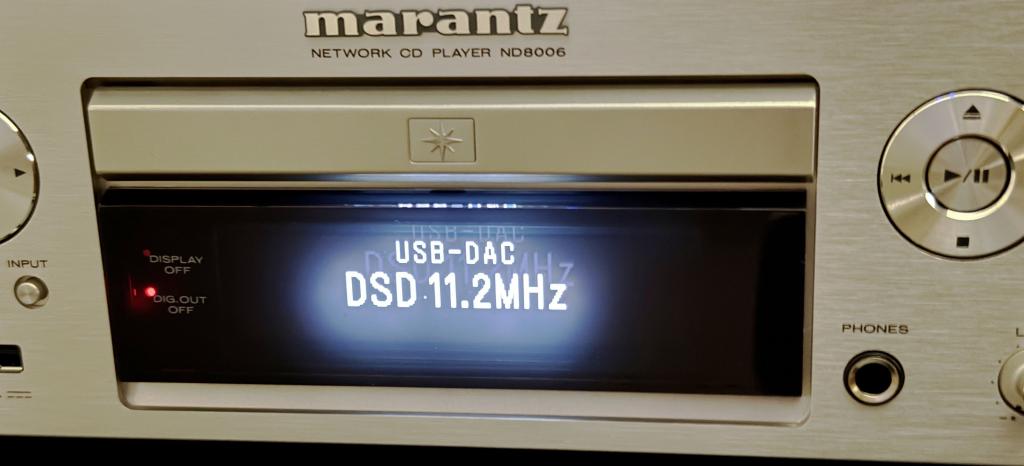 marantz
NETWORK CD PLAYER ND8006
INPUT
DISPLAY
OFF
DIG.OUT
OFF
USB-DAC
DSD 11.2MHz
PHONES